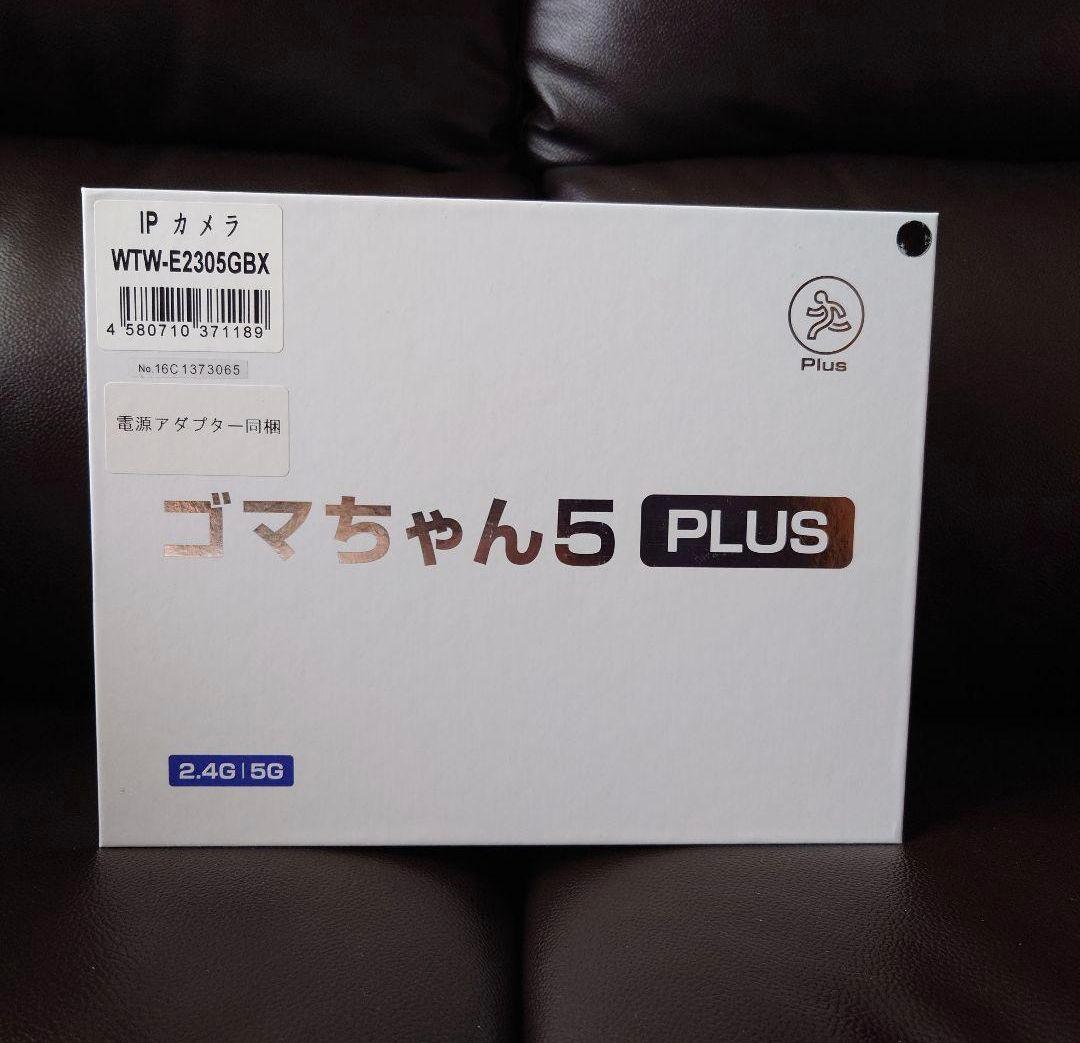 IP カメラ
WTW-E2305GBX
4 580710 371189
No.16C1373065
電源アダプター同梱
Plus
ゴマちゃん5 PLUS
2.4G|5G